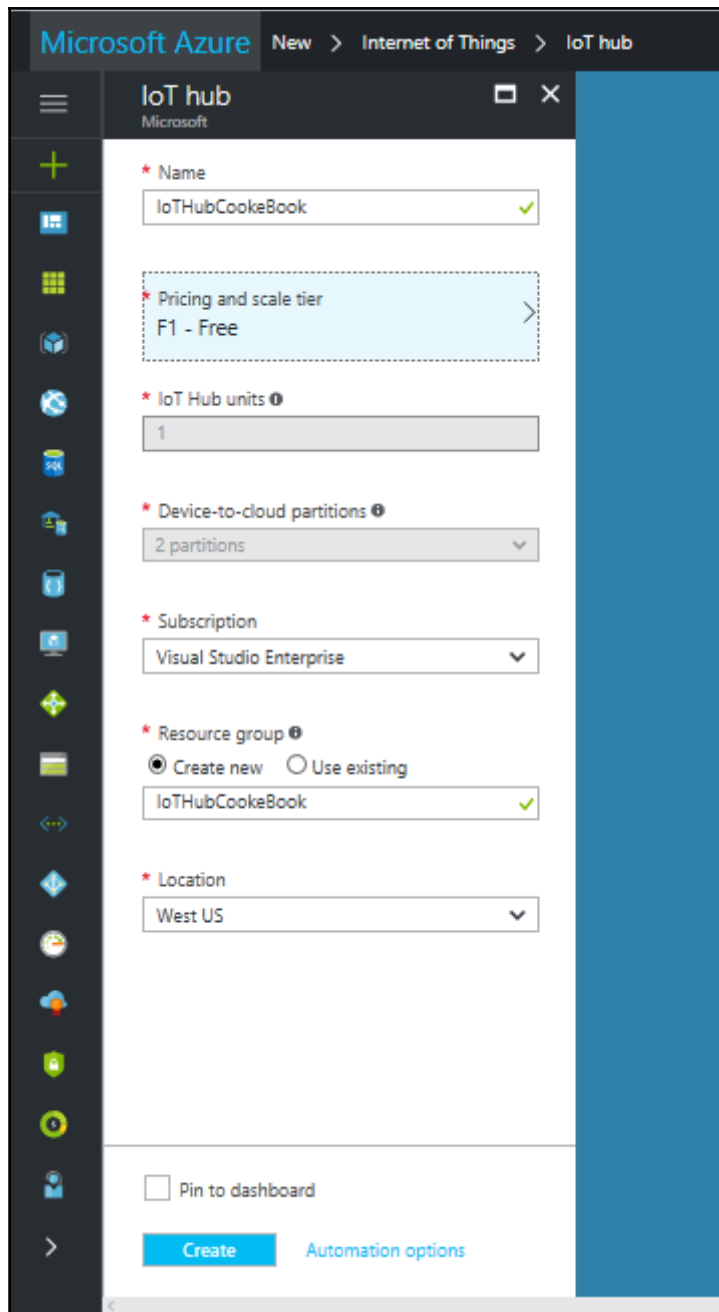 Microsoft Azure New > Internet of Things > IoT hub
IoT hub
Microsoft
* Name
IoTHubCookeBook
* Pricing and scale tier
F1 - Free
* IoT Hub units
1
* Device-to-cloud partitions
2 partitions
* Subscription
Visual Studio Enterprise
* Resource group
Create new Use existing
IoTHubCookeBook
* Location
West US
Pin to dashboard
Create Automation options